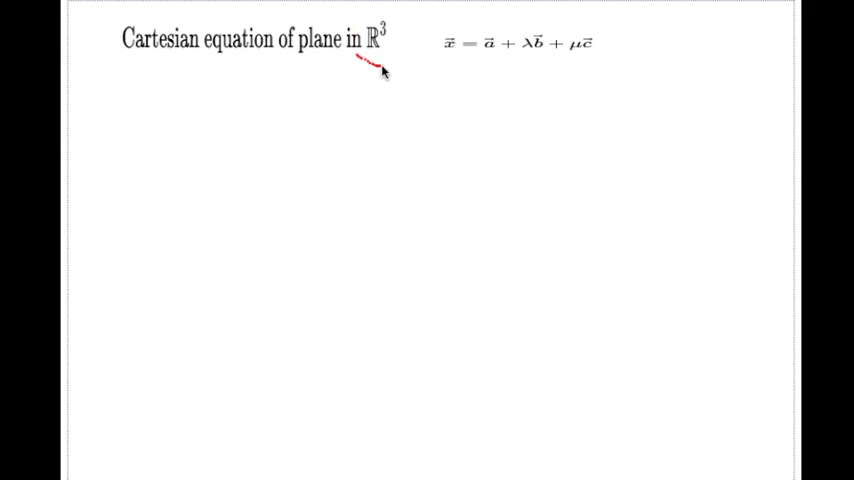 Cartesian equation of plane in ℝ³ x⃗ = a⃗ + λb⃗ + μc⃗